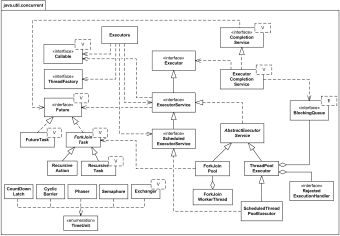 java.util.concurrent
V
«interface»
Callable
Executors
«interface»
Executor
«interface»
Completion
Service
V
«interface»
ThreadFactory
Executor
Completion
Service
V
«interface»
Future
V
«interface»
ExecutorService
«interface»
BlockingQueue
E
FutureTask
V
ForkJoin
Task
V
«interface»
Scheduled
ExecutorService
AbstractExecutor
Service
Recursive
Action
Recursive
Task
V
ForkJoin
Pool
ThreadPool
Executor
CountDown
Latch
Cyclic
Barrier
Phaser
Semaphore
Exchanger
V
ForkJoin
WorkerThread
Rejected
ExecutionHandler
ScheduledThread
PoolExecutor
«enumeration»
TimeUnit